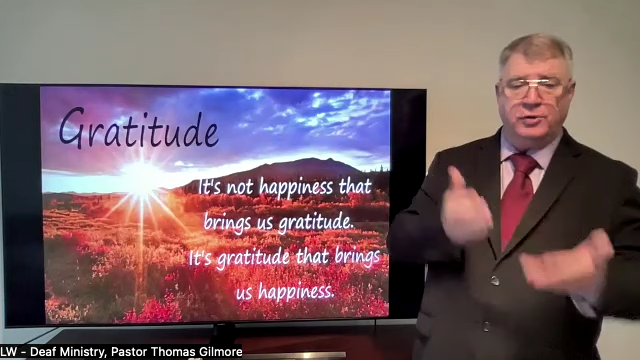 Gratitude
It's not happiness that
brings us gratitude.
It's gratitude that brings
us happiness.
LW - Deaf Ministry, Pastor Thomas Gilmore